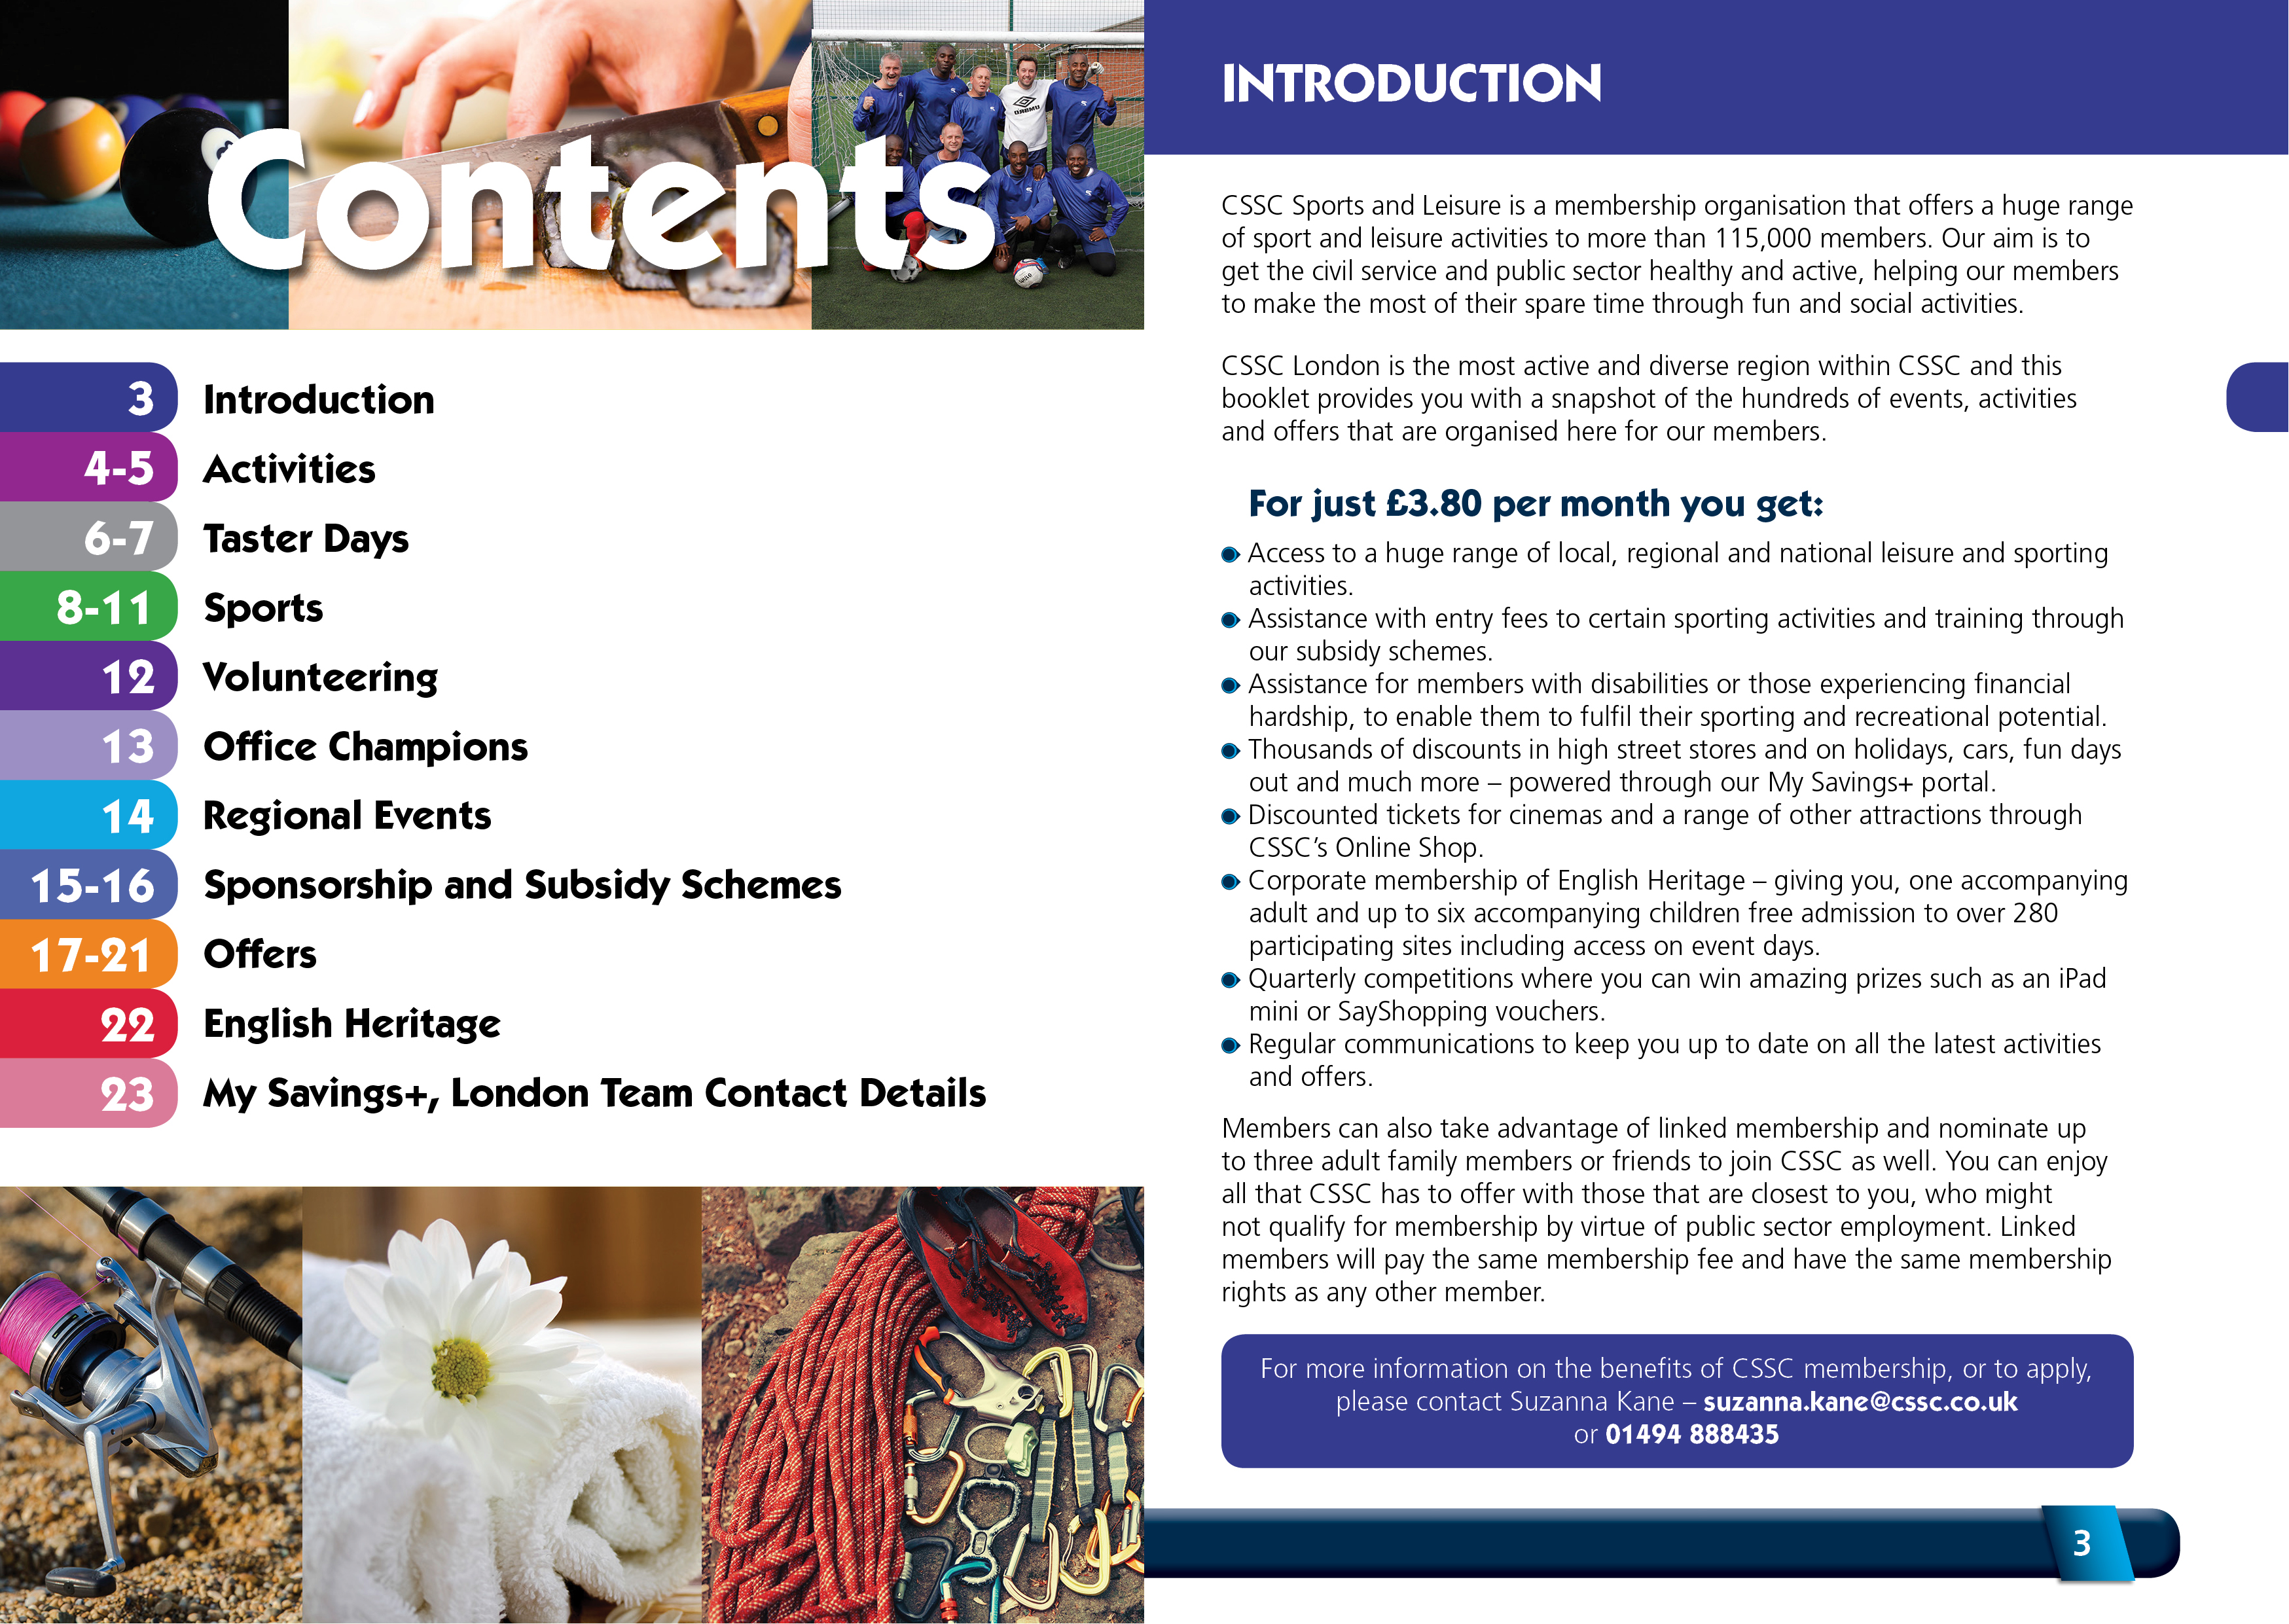 Contents
3 Introduction
4-5 Activities
6-7 Taster Days
8-11 Sports
12 Volunteering
13 Office Champions
14 Regional Events
15-16 Sponsorship and Subsidy Schemes
17-21 Offers
22 English Heritage
23 My Savings+, London Team Contact Details
INTRODUCTION
CSSC Sports and Leisure is a membership organisation that offers a huge range
of sport and leisure activities to more than 115,000 members. Our aim is to
get the civil service and public sector healthy and active, helping our members
to make the most of their spare time through fun and social activities.
CSSC London is the most active and diverse region within CSSC and this
booklet provides you with a snapshot of the hundreds of events, activities
and offers that are organised here for our members.
For just £3.80 per month you get:
Access to a huge range of local, regional and national leisure and sporting
activities.
Assistance with entry fees to certain sporting activities and training through
our subsidy schemes.
Assistance for members with disabilities or those experiencing financial
hardship, to enable them to fulfil their sporting and recreational potential.
Thousands of discounts in high street stores and on holidays, cars, fun days
out and much more – powered through our My Savings+ portal.
Discounted tickets for cinemas and a range of other attractions through
CSSC’s Online Shop.
Corporate membership of English Heritage – giving you, one accompanying
adult and up to six accompanying children free admission to over 280
participating sites including access on event days.
Quarterly competitions where you can win amazing prizes such as an iPad
mini or SayShopping vouchers.
Regular communications to keep you up to date on all the latest activities
and offers.
Members can also take advantage of linked membership and nominate up
to three adult family members or friends to join CSSC as well. You can enjoy
all that CSSC has to offer with those that are closest to you, who might
not qualify for membership by virtue of public sector employment. Linked
members will pay the same membership fee and have the same membership
rights as any other member.
For more information on the benefits of CSSC membership, or to apply,
please contact Suzanna Kane – suzanna.kane@cssc.co.uk
or 01494 888435
3